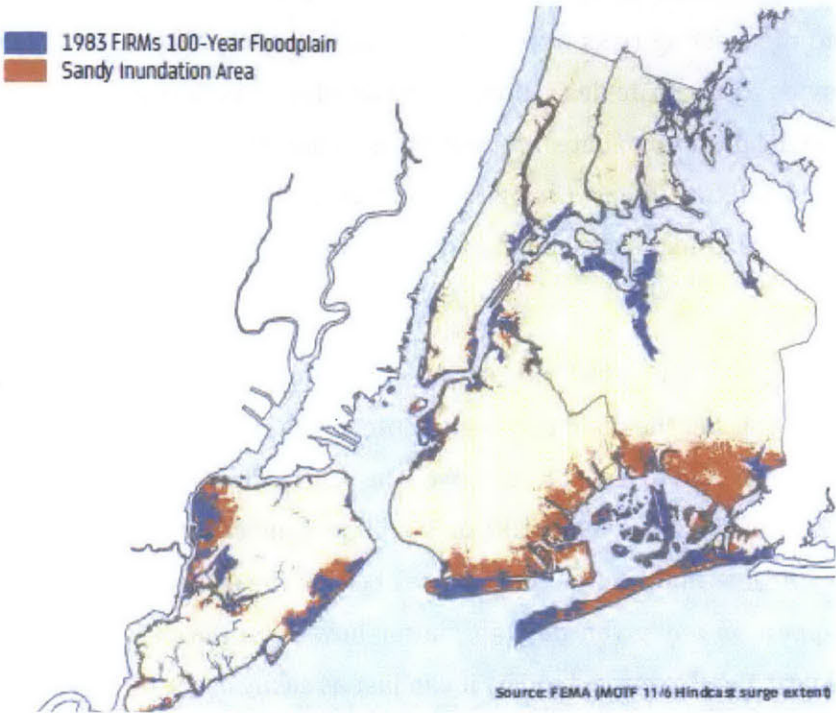 1983 FIRMs 100-Year Floodplain
Sandy Inundation Area
Source: FEMA (MOTF 11/6 Hindcast surge extent)